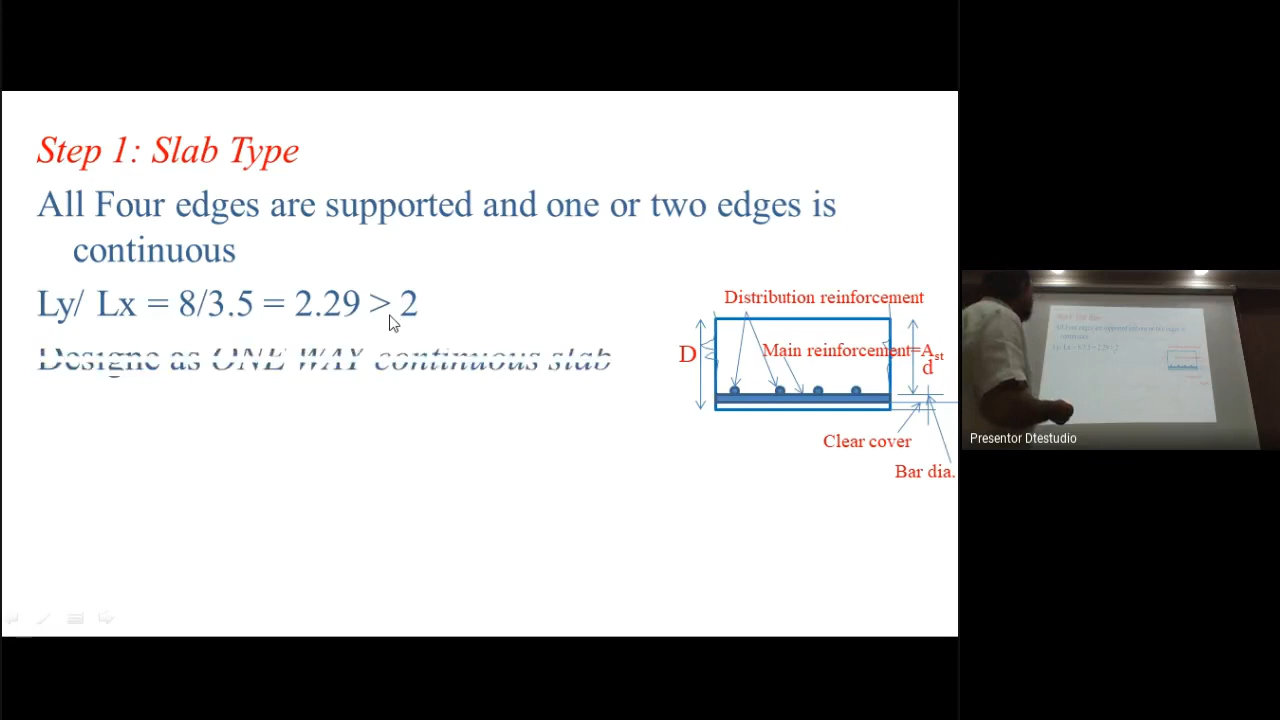 Step 1: Slab Type
All Four edges are supported and one or two edges is
continuous
Ly/ Lx = 8/3.5 = 2.29 > 2
Designe as ONE WAY continuous slab
Distribution reinforcement
D
Main reinforcement=Ast
d
Clear cover
Bar dia.
Presentor Dtestudio